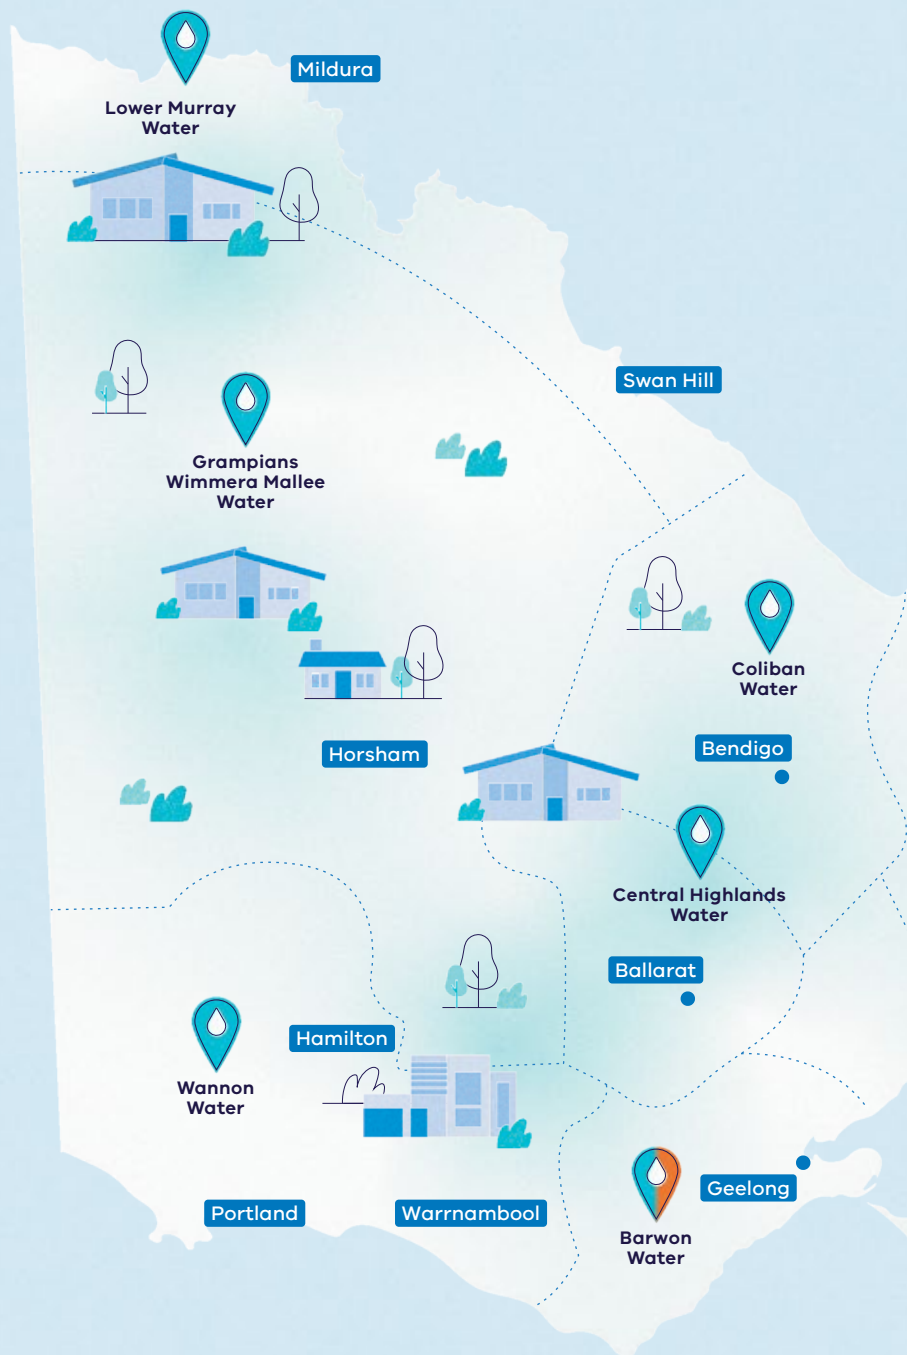 Mildura
Lower Murray
Water
Swan Hill
Grampians
Wimmera Mallee
Water
Coliban
Water
Bendigo
Horsham
Central Highlands
Water
Ballarat
Hamilton
Wannon
Water
Geelong
Portland
Warrnambool
Barwon
Water